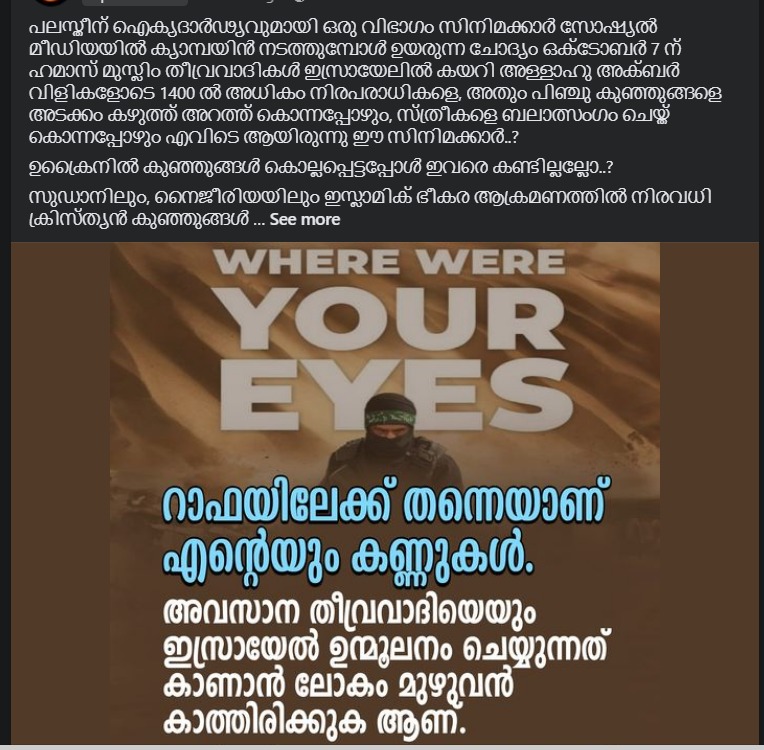 പലസ്തീന് ഐക്യദാർഢ്യവുമായി ഒരു വിഭാഗം സിനിമക്കാർ സോഷ്യൽ
മീഡിയയിൽ ക്യാമ്പയിൻ നടത്തുമ്പോൾ ഉയരുന്ന ചോദ്യം ഒക്ടോബർ 7 ന്
ഹമാസ് മുസ്ലിം തീവ്രവാദികൾ ഇസ്രായേലിൽ കയറി അള്ളാഹു അക്ബർ
വിളികളോടെ 1400 ൽ അധികം നിരപരാധികളെ, അതും പിഞ്ചു കുഞ്ഞുങ്ങളെ
അടക്കം കഴുത്ത് അറത്ത് കൊന്നപ്പോഴും, സ്ത്രീകളെ ബലാത്സംഗം ചെയ്ത്
കൊന്നപ്പോഴും എവിടെ ആയിരുന്നു ഈ സിനിമക്കാർ..?
ഉക്രൈനിൽ കുഞ്ഞുങ്ങൾ കൊല്ലപ്പെട്ടപ്പോൾ ഇവരെ കണ്ടില്ലല്ലോ..?
സുഡാനിലും, നൈജീരിയയിലും ഇസ്ലാമിക് ഭീകര ആക്രമണത്തിൽ നിരവധി
ക്രിസ്ത്യൻ കുഞ്ഞുങ്ങൾ ... See more
WHERE WERE
YOUR
EYES
റാഫയിലേക്ക് തന്നെയാണ്
എന്റെയും കണ്ണുകൾ.
അവസാന തീവ്രവാദിയെയും
ഇസ്രായേൽ ഉന്മൂലനം ചെയ്യുന്നത്
കാണാൻ ലോകം മുഴുവൻ
കാത്തിരിക്കുക ആണ്.